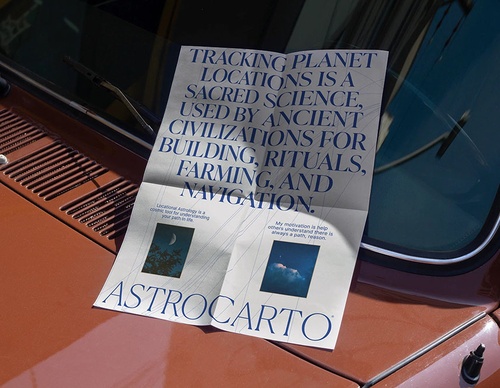 TRACKING PLANET
LOCATIONS IS A
SACRED SCIENCE,
USED BY ANCIENT
CIVILIZATIONS FOR
BUILDING, RITUALS,
FARMING, AND
NAVIGATION.
Locational Astrology is a
cosmic tool for understanding
your path in life.
My motivation is help
others understand there is
always a path, reason.
ASTROCARTO